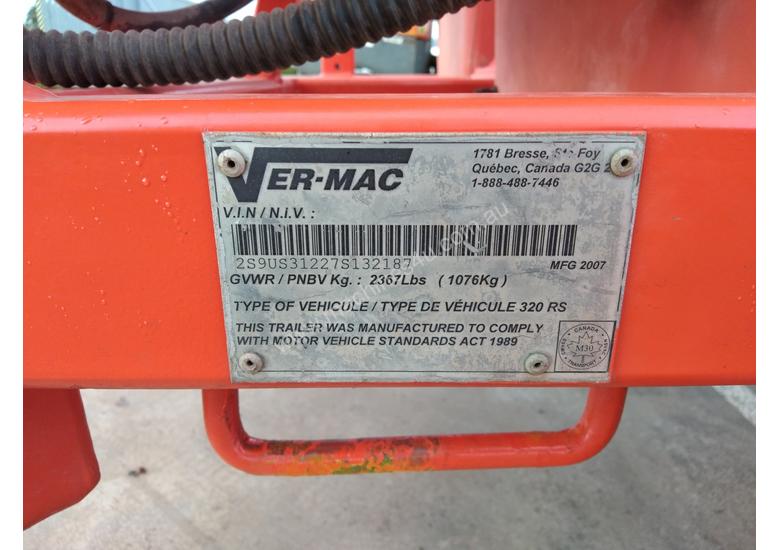 VER-MAC
1781 Bresse, Ste Foy
Québec, Canada G2G
1-888-488-7446
V.I.N / N.I.V. :
2S9US31227S132187
MFG 2007
GVWR / PNBV Kg. : 2367Lbs ( 1076Kg )
TYPE OF VEHICULE / TYPE DE VÉHICULE 320 RS
THIS TRAILER WAS MANUFACTURED TO COMPLY
WITH MOTOR VEHICLE STANDARDS ACT 1989
CANADA
M30
TRANSPORT